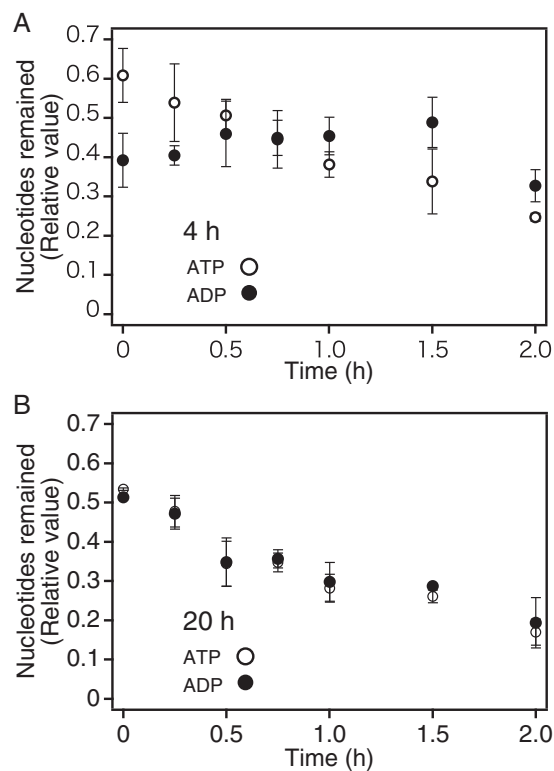 A
Nucleotides remained
(Relative value)
0.7
0.6
0.5
0.4
0.3
0.2
0.1
0
4 h
ATP
ADP
0
0.5
1.0
1.5
2.0
Time (h)
B
Nucleotides remained
(Relative value)
0.7
0.6
0.5
0.4
0.3
0.2
0.1
0
20 h
ATP
ADP
0
0.5
1.0
1.5
2.0
Time (h)